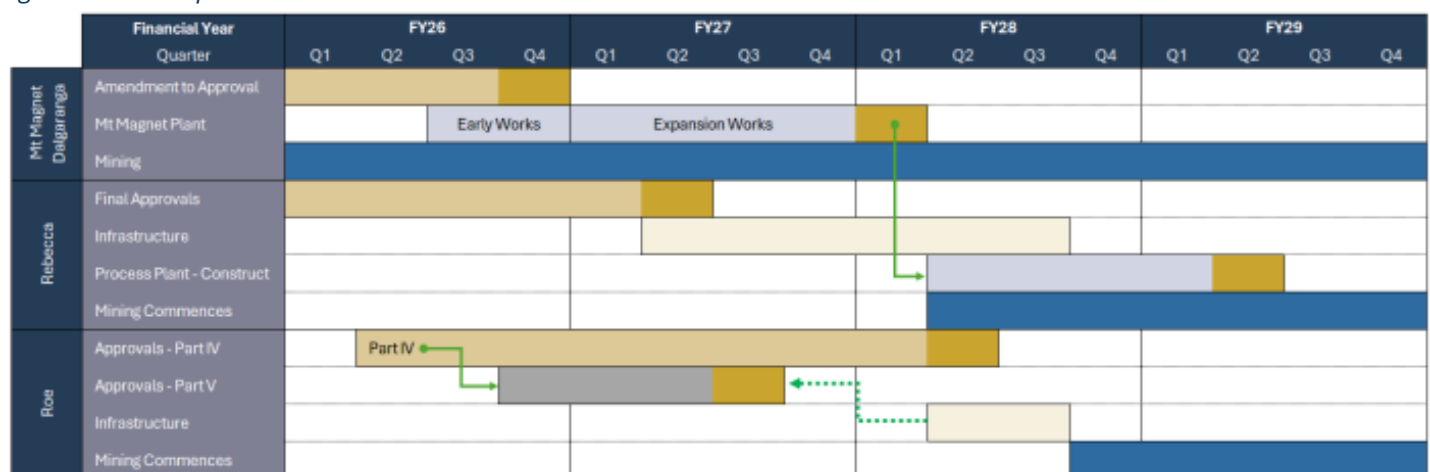 Financial Year FY26 FY27 FY28 FY29
Quarter Q1 Q2 Q3 Q4 Q1 Q2 Q3 Q4 Q1 Q2 Q3 Q4 Q1 Q2 Q3 Q4
Mt Magnet
Dalgaranga
Amendment to Approval
Mt Magnet Plant Early Works Expansion Works
Mining
Rebecca
Final Approvals
Infrastructure
Process Plant - Construct
Mining Commences
Roe
Approvals - Part IV Part IV
Approvals - Part V
Infrastructure
Mining Commences